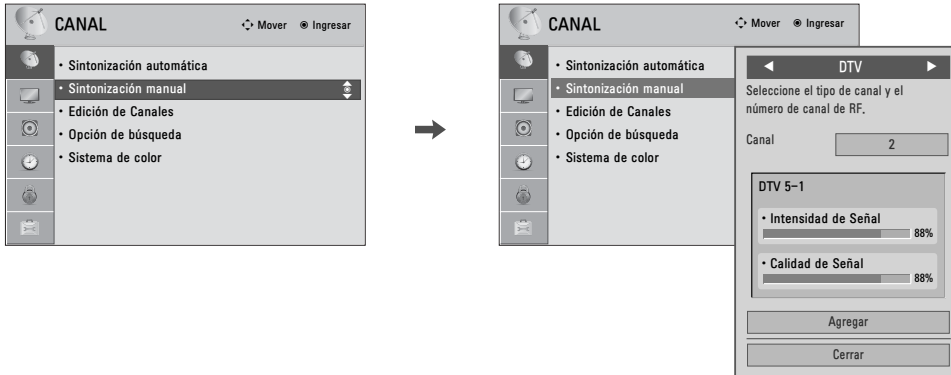 CANAL
Mover
Ingresar
• Sintonización automática
• Sintonización manual
• Edición de Canales
• Opción de búsqueda
• Sistema de color
CANAL
Mover
Ingresar
• Sintonización automática
• Sintonización manual
• Edición de Canales
• Opción de búsqueda
• Sistema de color
◀ DTV ▶
Seleccione el tipo de canal y el
número de canal de RF.
Canal 2
DTV 5-1
• Intensidad de Señal
88%
• Calidad de Señal
88%
Agregar
Cerrar